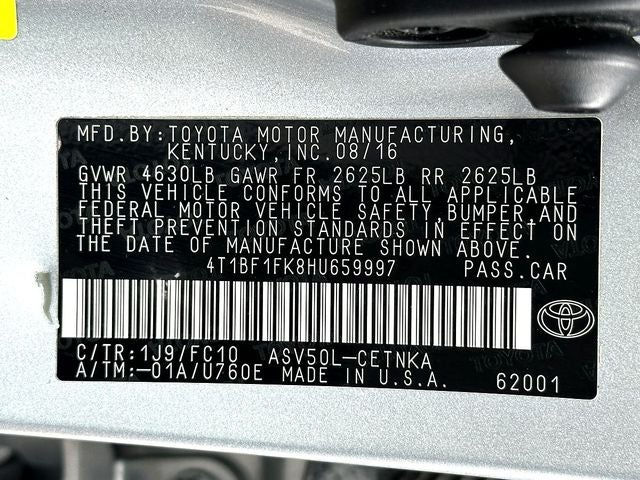 MFD.BY:TOYOTA MOTOR MANUFACTURING,
KENTUCKY,INC.08/16
GVWR 4630LB GAWR FR 2625LB RR 2625LB
THIS VEHICLE CONFORMS TO ALL APPLICABLE
FEDERAL MOTOR VEHICLE SAFETY,BUMPER,AND
THEFT PREVENTION STANDARDS IN EFFECT ON
THE DATE OF MANUFACTURE SHOWN ABOVE.
4T1BF1FK8HU659997 PASS.CAR
C/TR:1J9/FC10 ASV50L-CETNKA
A/TM:-01A/U760E MADE IN U.S.A. 62001